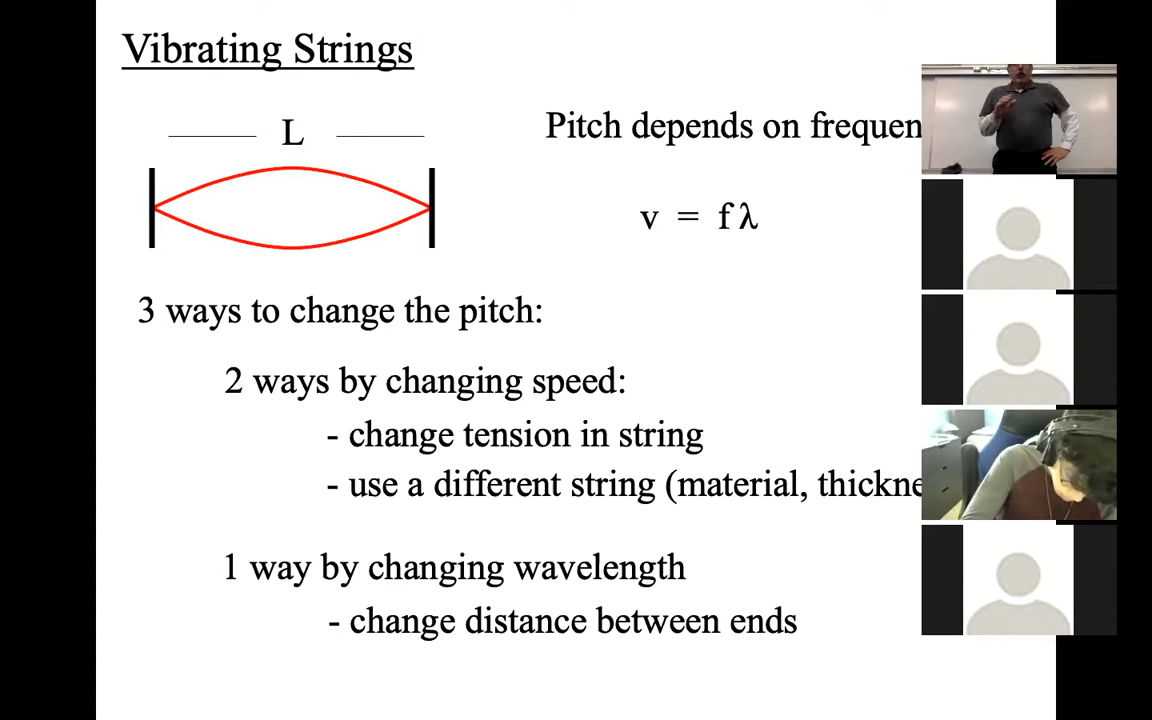 Vibrating Strings
L
Pitch depends on frequen
v = fλ
3 ways to change the pitch:
2 ways by changing speed:
- change tension in string
- use a different string (material, thickne
1 way by changing wavelength
- change distance between ends